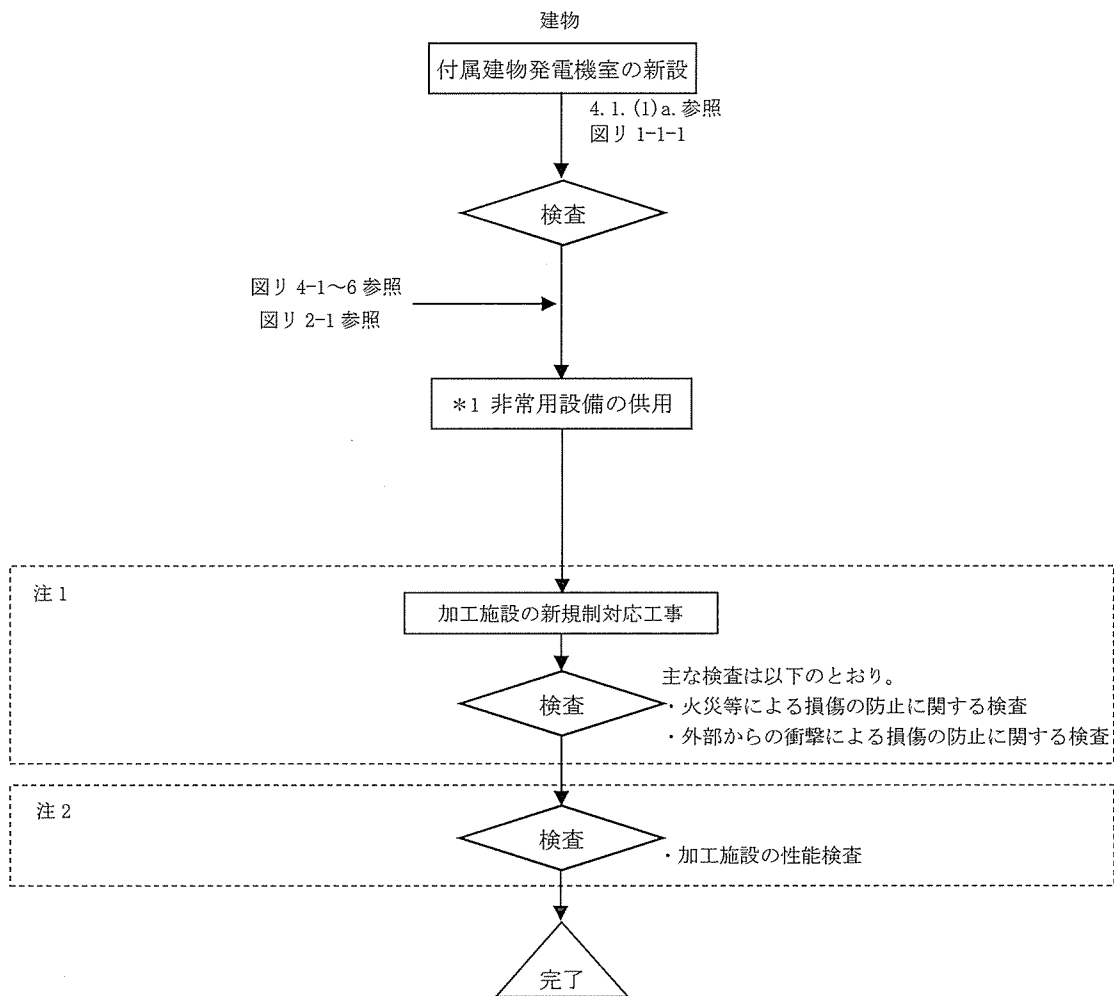 建物
付属建物発電機室の新設
4.1.(1)a.参照
図リ 1-1-1
検査
図リ 4-1～6 参照
図リ 2-1 参照
*1 非常用設備の供用
注1
加工施設の新規制対応工事
検査
主な検査は以下のとおり。
・火災等による損傷の防止に関する検査
・外部からの衝撃による損傷の防止に関する検査
注2
検査
・加工施設の性能検査
完了